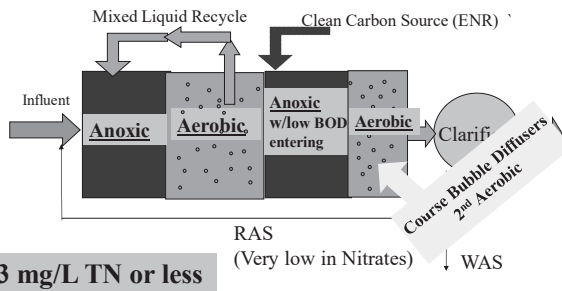 Mixed Liquid Recycle
Clean Carbon Source (ENR) `
Influent
Anoxic
Aerobic
Anoxic
w/low BOD
entering
Aerobic
Course Bubble Diffusers
2nd Aerobic
RAS
(Very low in Nitrates)
WAS
3 mg/L TN or less